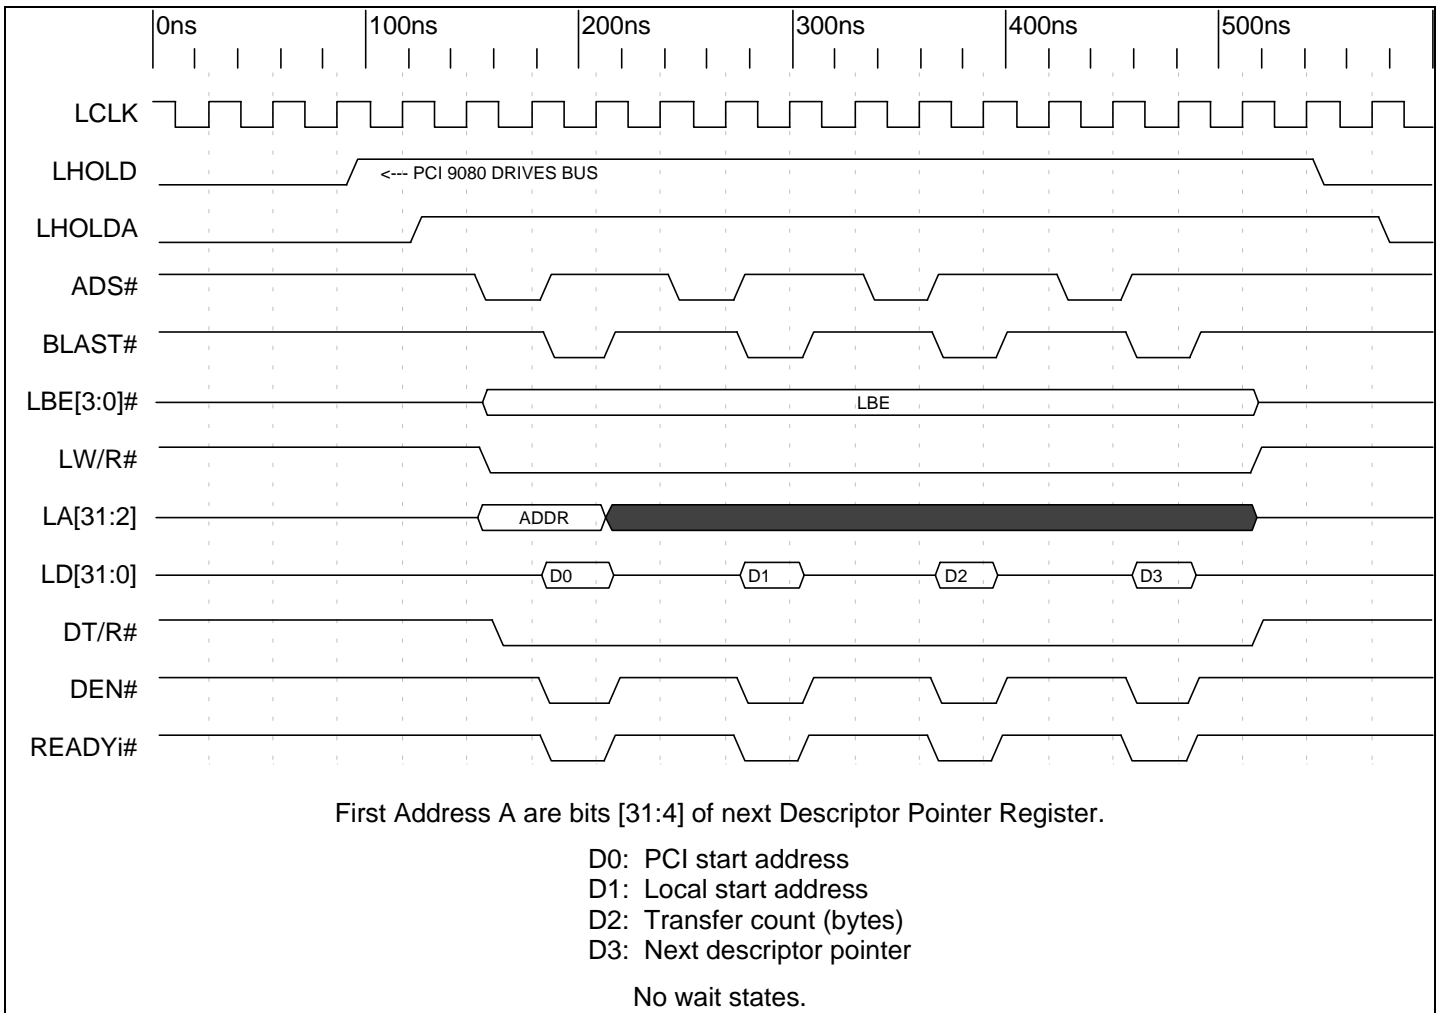 0ns 100ns 200ns 300ns 400ns 500ns
LCLK
LHOLD <--- PCI 9080 DRIVES BUS
LHOLDA
ADS#
BLAST#
LBE[3:0]# LBE
LW/R#
LA[31:2] ADDR
LD[31:0] D0 D1 D2 D3
DT/R#
DEN#
READYi#
First Address A are bits [31:4] of next Descriptor Pointer Register.
D0: PCI start address
D1: Local start address
D2: Transfer count (bytes)
D3: Next descriptor pointer
No wait states.